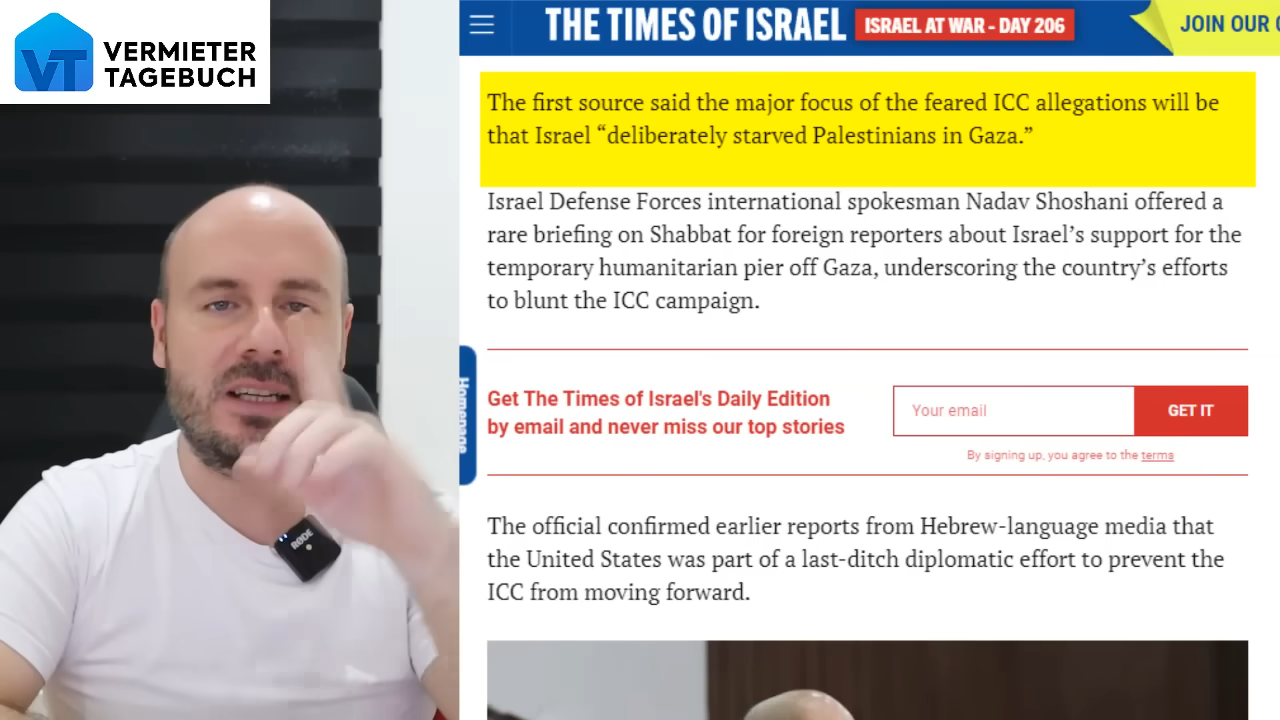 VT
VERMIETER
TAGEBUCH
THE TIMES OF ISRAEL
ISRAEL AT WAR - DAY 206
JOIN OUR
The first source said the major focus of the feared ICC allegations will be
that Israel “deliberately starved Palestinians in Gaza.”
Israel Defense Forces international spokesman Nadav Shoshani offered a
rare briefing on Shabbat for foreign reporters about Israel’s support for the
temporary humanitarian pier off Gaza, underscoring the country’s efforts
to blunt the ICC campaign.
Homepage
Get The Times of Israel's Daily Edition
by email and never miss our top stories
Your email
GET IT
By signing up, you agree to the terms
RODE
The official confirmed earlier reports from Hebrew-language media that
the United States was part of a last-ditch diplomatic effort to prevent the
ICC from moving forward.